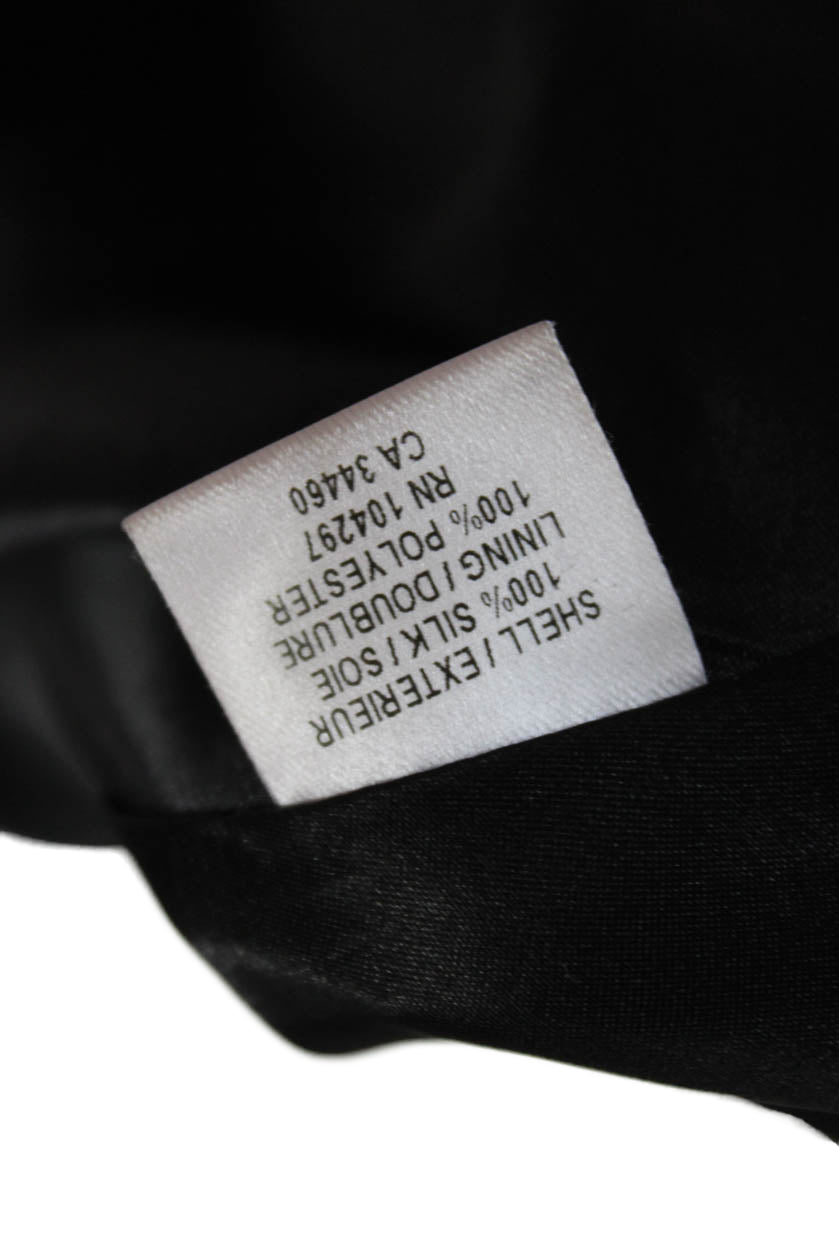 SHELL / EXTERIEUR
100% SILK / SOIE
LINING / DOUBLURE
100% POLYESTER
RN 104297
CA 34460